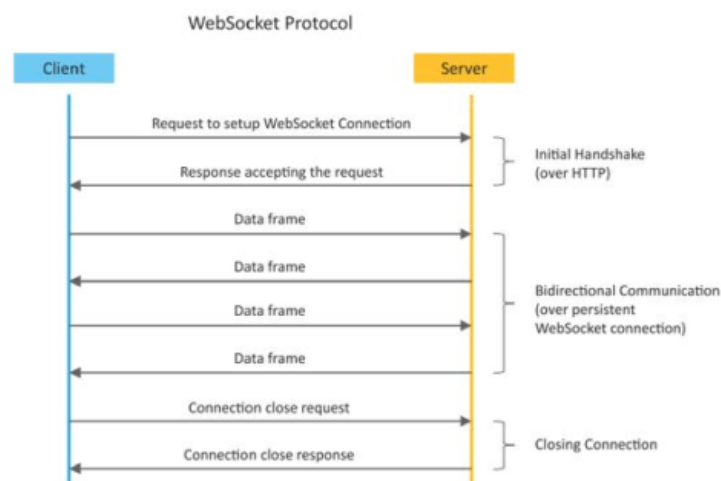 WebSocket Protocol
Client
Server
Request to setup WebSocket Connection
Initial Handshake
(over HTTP)
Response accepting the request
Data frame
Data frame
Bidirectional Communication
(over persistent
WebSocket connection)
Data frame
Data frame
Connection close request
Closing Connection
Connection close response